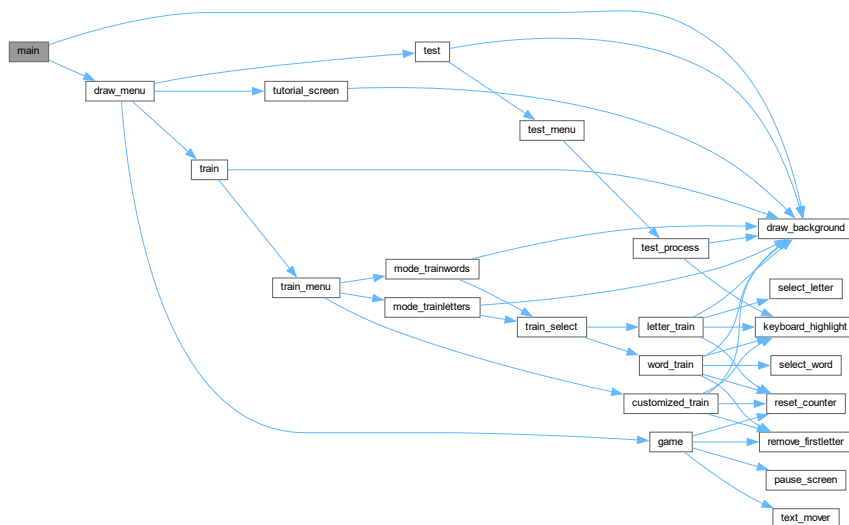 main
test
draw_menu
tutorial_screen
test_menu
train
draw_background
test_process
mode_trainwords
train_menu
select_letter
mode_trainletters
train_select
letter_train
keyboard_highlight
word_train
select_word
customized_train
reset_counter
game
remove_firstletter
pause_screen
text_mover